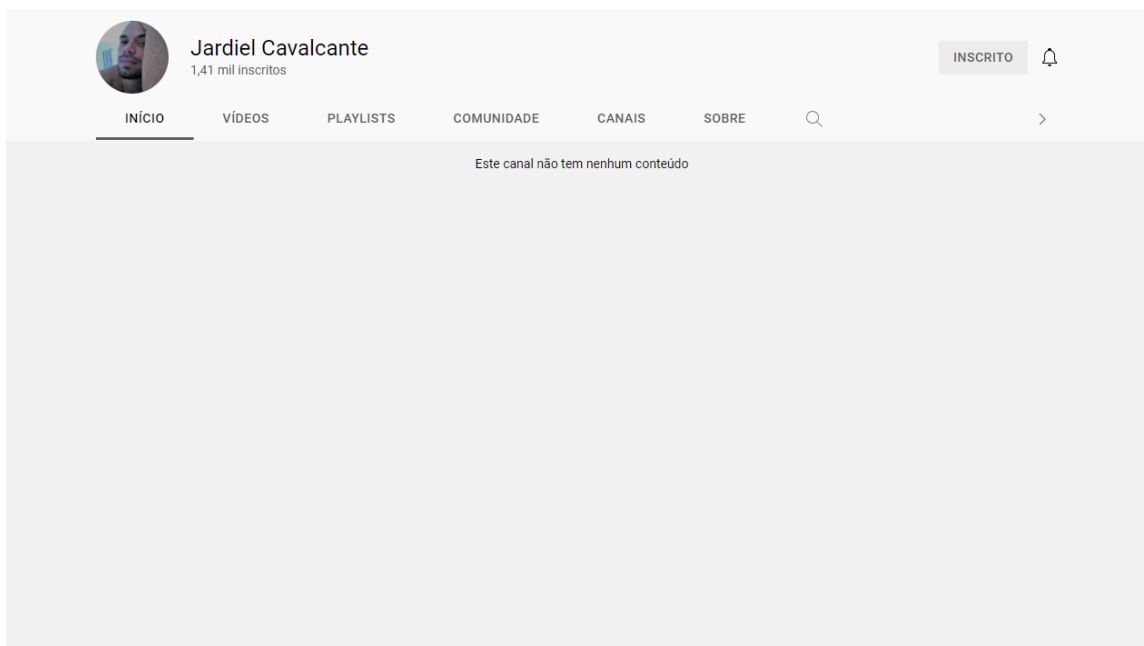 Jardiel Cavalcante
1,41 mil inscritos
INSCRITO
INÍCIO VÍDEOS PLAYLISTS COMUNIDADE CANAIS SOBRE
Este canal não tem nenhum conteúdo